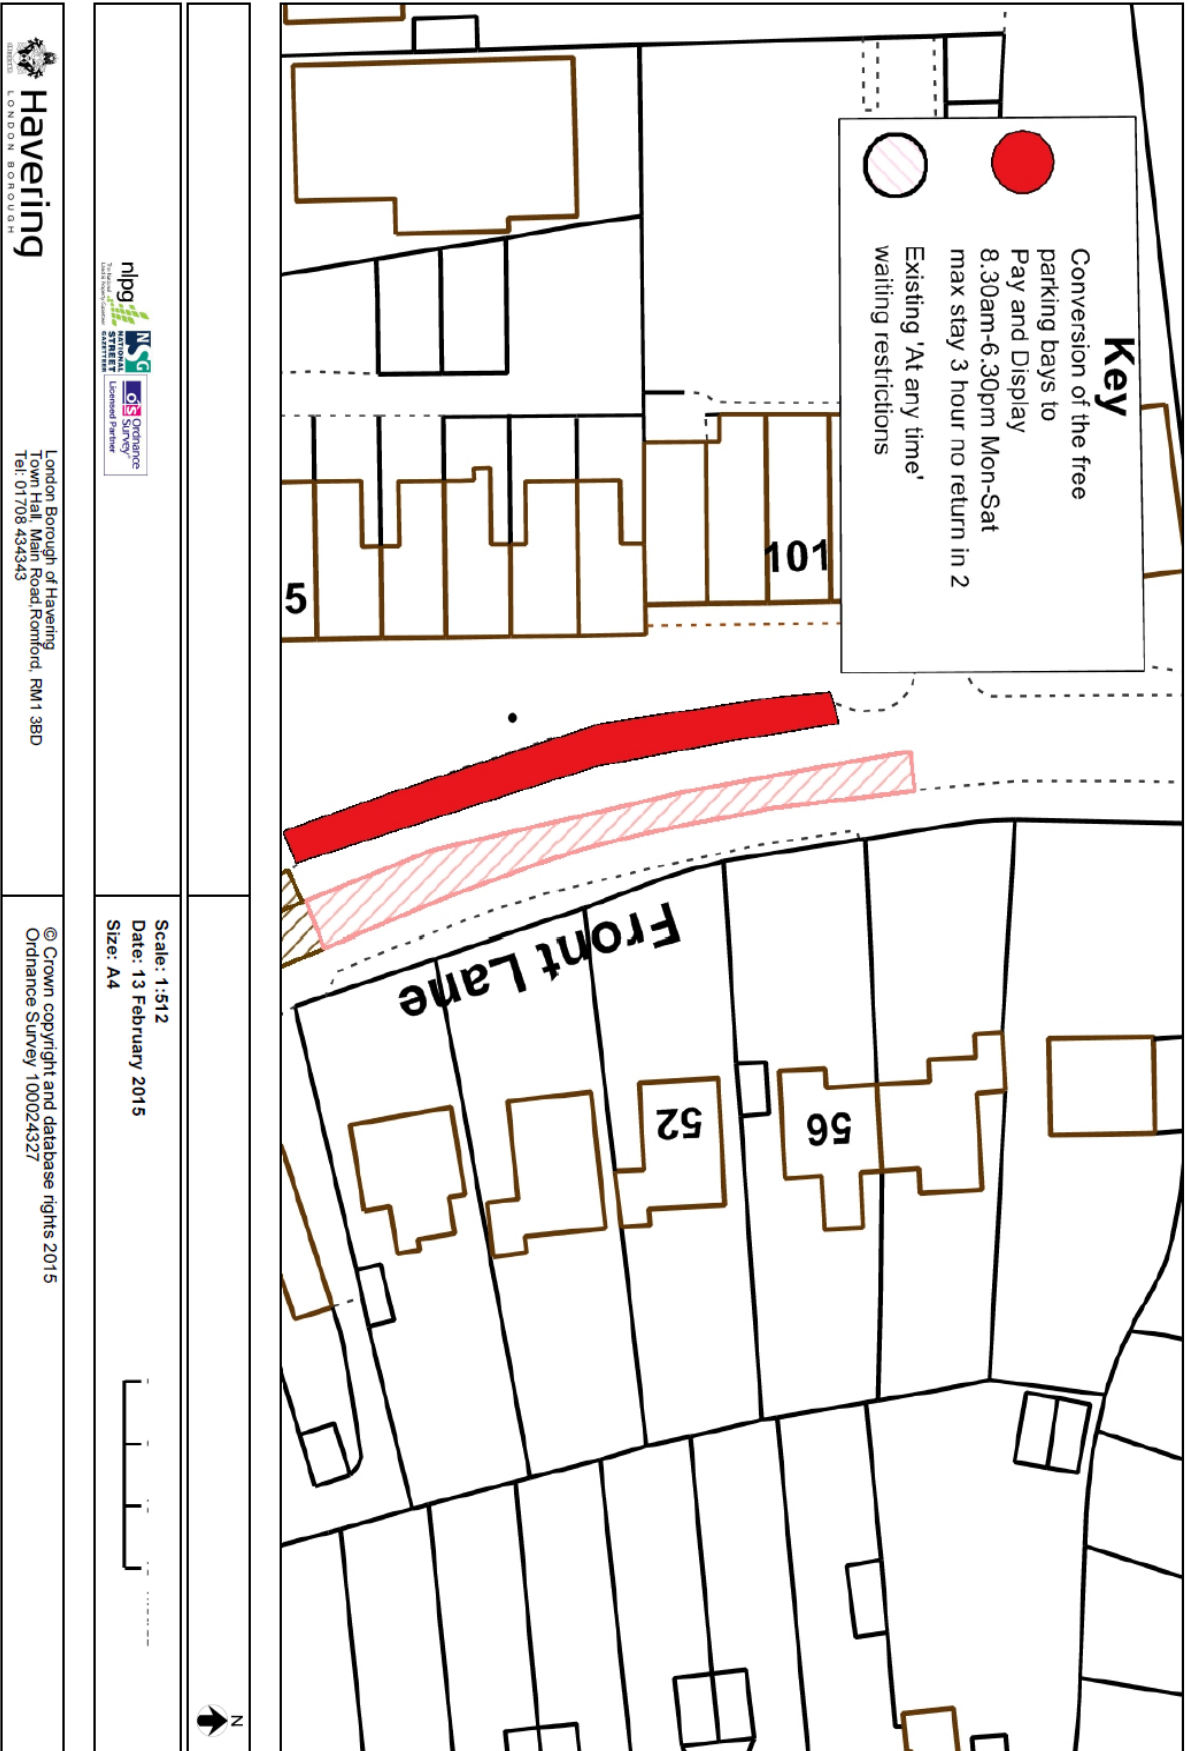 Key
Conversion of the free
parking bays to
Pay and Display
8.30am-6.30pm Mon-Sat
max stay 3 hour no return in 2
Existing 'At any time'
waiting restrictions
101
5
Front Lane
52
56
N
Scale: 1:512
Date: 13 February 2015
Size: A4
nlpg
NSG
NATIONAL
STREET
GAZETTEER
os Ordnance
Survey
Licensed Partner
Havering
LONDON BOROUGH
London Borough of Havering
Town Hall, Main Road,Romford, RM1 3BD
Tel: 01708 434343
© Crown copyright and database rights 2015
Ordnance Survey 100024327